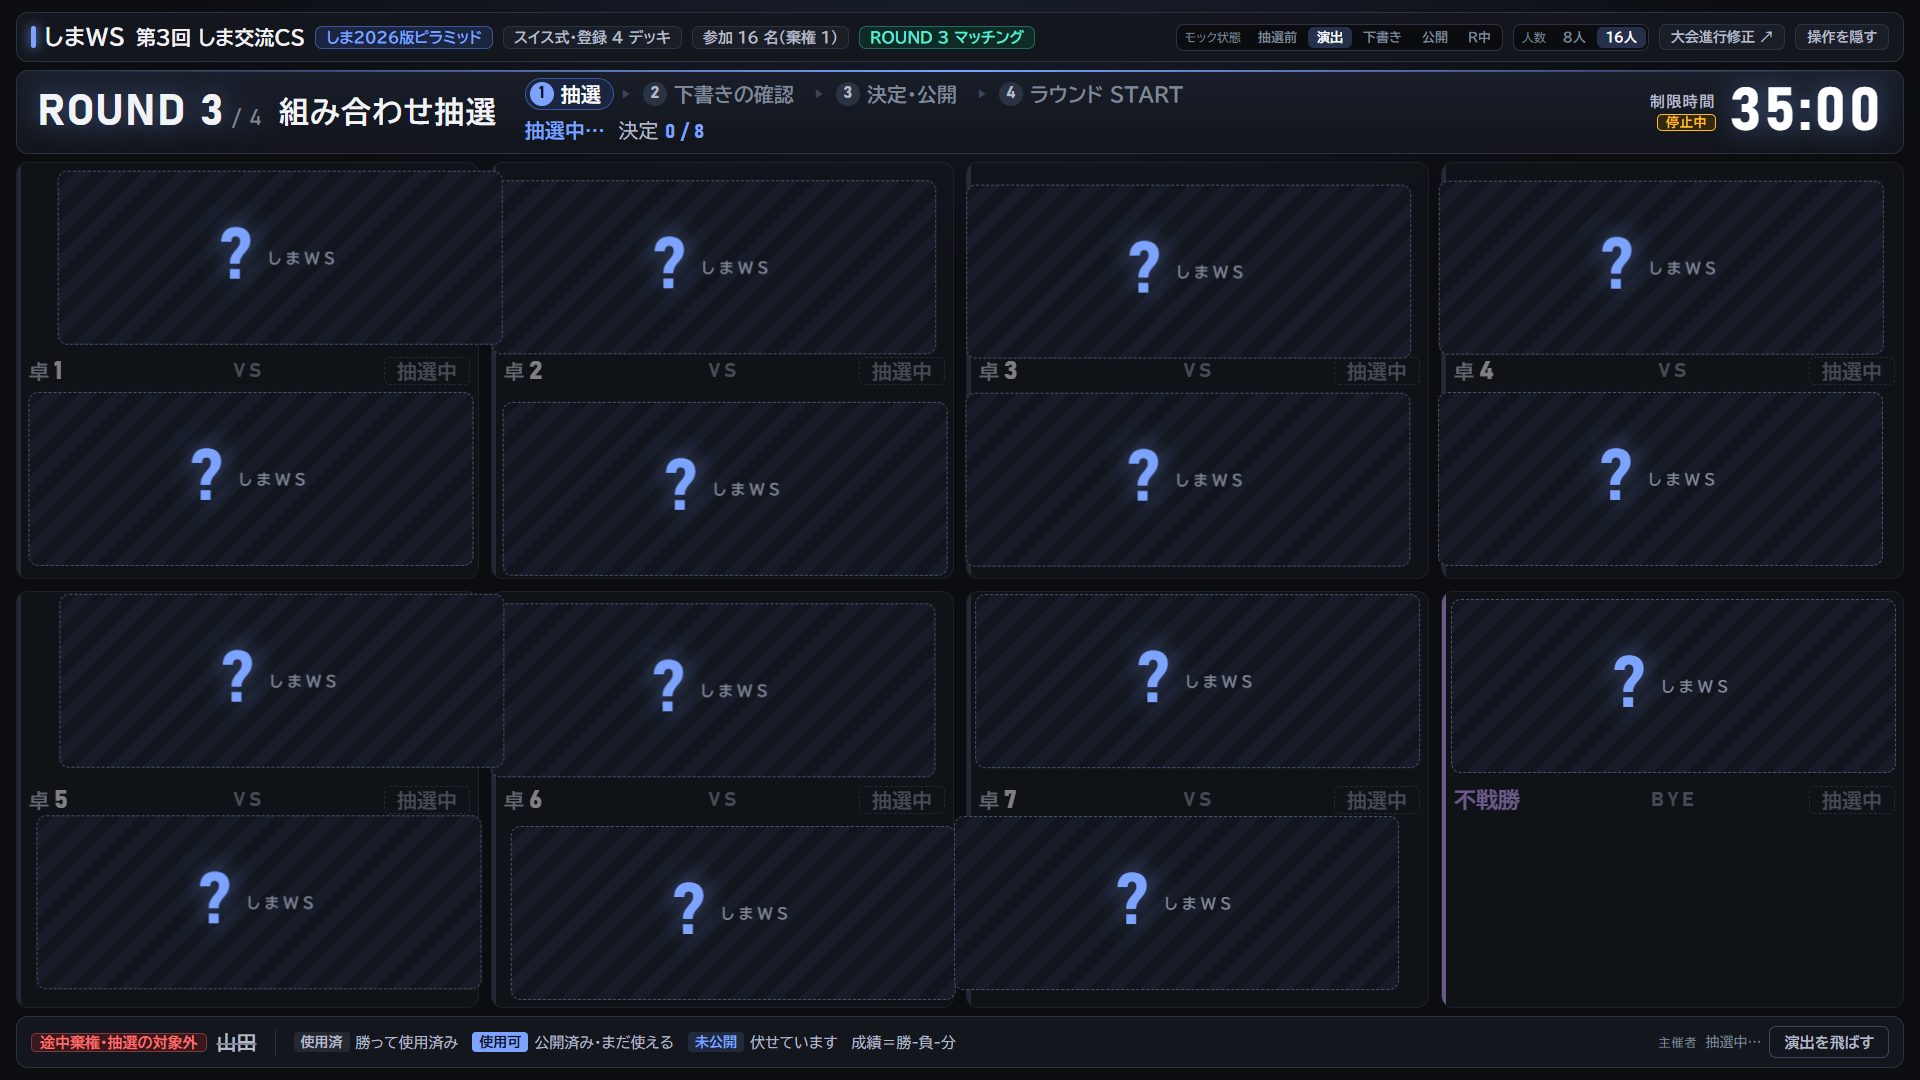 しまWS 第3回 しま交流CS しま2026版ピラミッド スイス式・登録 4 デッキ 参加 16 名(棄権 1) ROUND 3 マッチング モック状態 抽選前 演出 下書き 公開 R中 人数 8人 16人 大会進行修正 ↗ 操作を隠す
ROUND 3 / 4 組み合わせ抽選
1 抽選 ▸ 2 下書きの確認 ▸ 3 決定・公開 ▸ 4 ラウンド START
抽選中… 決定 0 / 8
制限時間 停止中 35:00
? しまWS
? しまWS
? しまWS
? しまWS
卓 1 VS 抽選中
卓 2 VS 抽選中
卓 3 VS 抽選中
卓 4 VS 抽選中
? しまWS
? しまWS
? しまWS
? しまWS
? しまWS
? しまWS
? しまWS
? しまWS
卓 5 VS 抽選中
卓 6 VS 抽選中
卓 7 VS 抽選中
不戦勝 BYE 抽選中
? しまWS
? しまWS
? しまWS
途中棄権・抽選の対象外 山田 使用済 勝って使用済み 使用可 公開済み・まだ使える 未公開 伏せています 成績=勝-負-分 主催者 抽選中… 演出を飛ばす